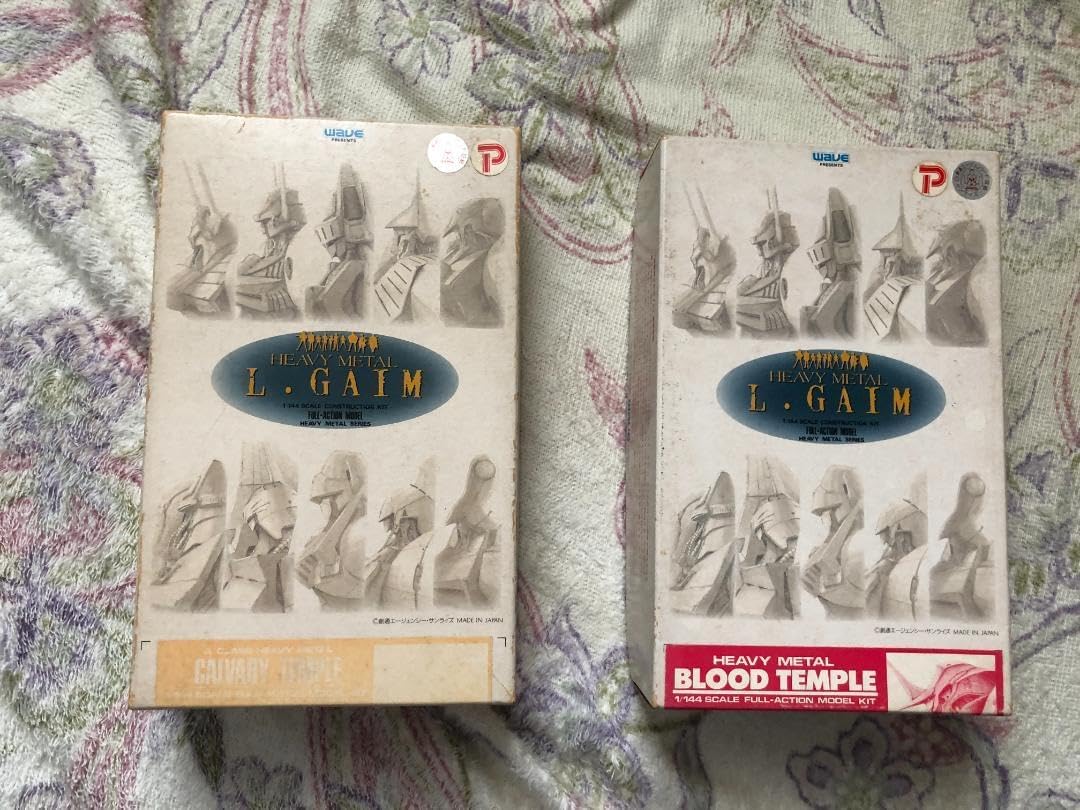 wave
PRESENTS
P
HEAVY METAL
L.GAIM
1/144 SCALE CONSTRUCTION KIT
FULL-ACTION MODEL
HEAVY METAL SERIES
©創通エージェンシー・サンライズ MADE IN JAPAN
A CLASS HEAVY METAL
CALVARY TEMPLE
wave
PRESENTS
P
HEAVY METAL
L.GAIM
1/144 SCALE CONSTRUCTION KIT
FULL-ACTION MODEL
HEAVY METAL SERIES
©創通エージェンシー・サンライズ MADE IN JAPAN
HEAVY METAL
BLOOD TEMPLE
1/144 SCALE FULL-ACTION MODEL KIT